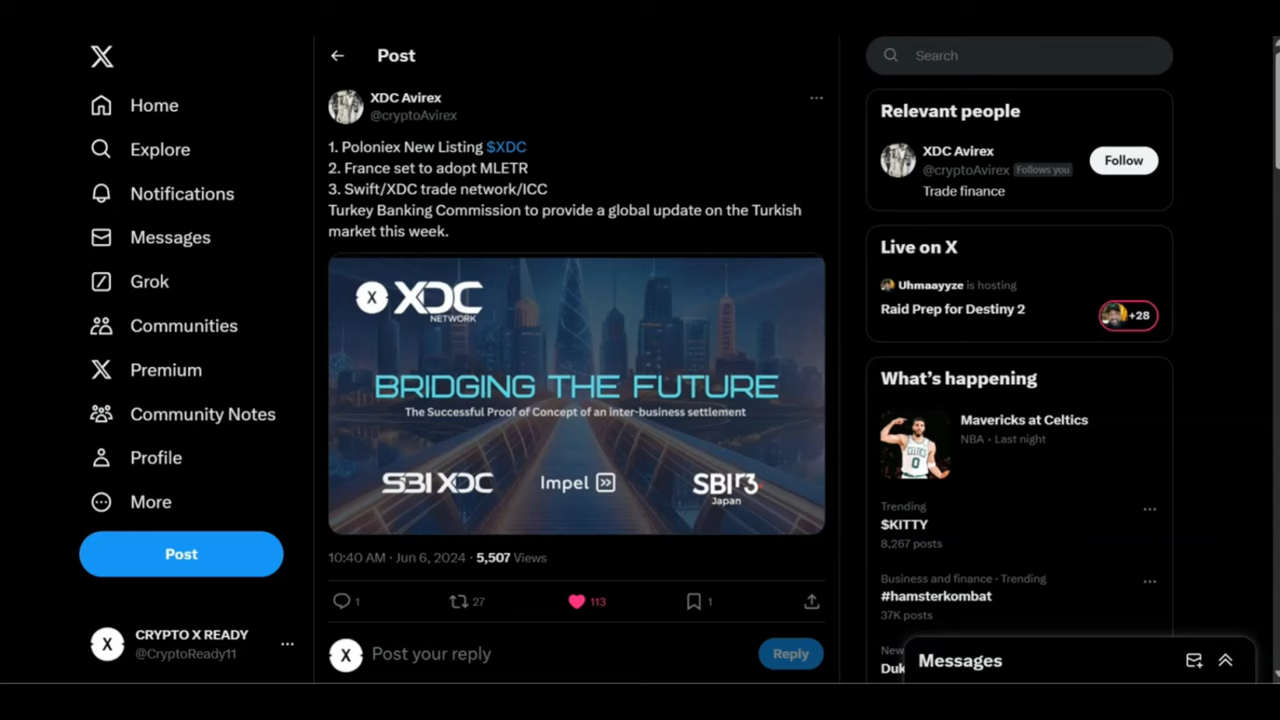 Home
Explore
Notifications
Messages
Grok
Communities
Premium
Community Notes
Profile
More
Post
CRYPTO X READY
@CryptoReady11
Post
XDC Avirex
@cryptoAvirex
1. Poloniex New Listing $XDC
2. France set to adopt MLETR
3. Swift/XDC trade network/ICC
Turkey Banking Commission to provide a global update on the Turkish
market this week.
XDC
NETWORK
BRIDGING THE FUTURE
The Successful Proof of Concept of an inter-business settlement
SBI XDC
Impel
SBI r3
Japan
10:40 AM · Jun 6, 2024 · 5,507 Views
1 27 113 1
Post your reply
Reply
Search
Relevant people
XDC Avirex
@cryptoAvirex Follows you
Trade finance
Follow
Live on X
Uhmaayyze is hosting
Raid Prep for Destiny 2
+28
What's happening
Mavericks at Celtics
NBA · Last night
Trending
$KITTY
8,267 posts
Business and finance · Trending
#hamsterkombat
37K posts
New
Duk
Messages